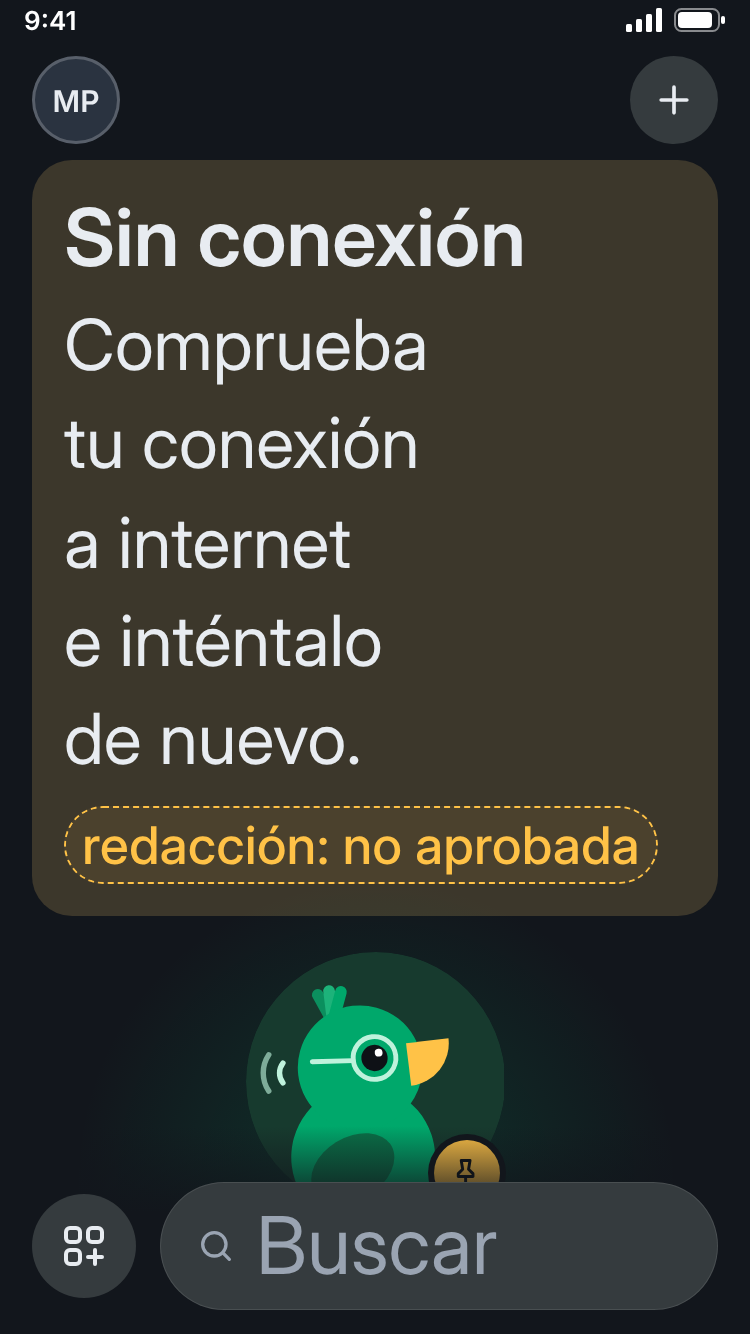 9:41
MP
Sin conexión
Comprueba
tu conexión
a internet
e inténtalo
de nuevo.
redacción: no aprobada
Buscar